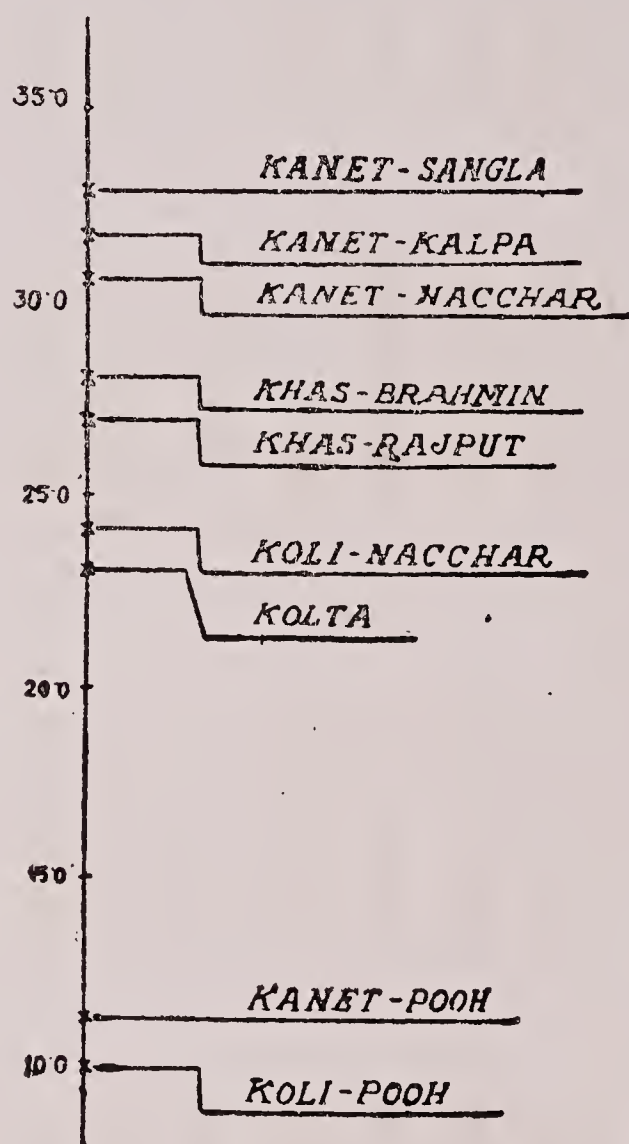 35·0
KANET-SANGLA
KANET-KALPA
30·0
KANET-NACCHAR
KHAS-BRAHMIN
KHAS-RAJPUT
25·0
KOLI-NACCHAR
KOLTA
20·0
15·0
KANET-POOH
10·0
KOLI-POOH